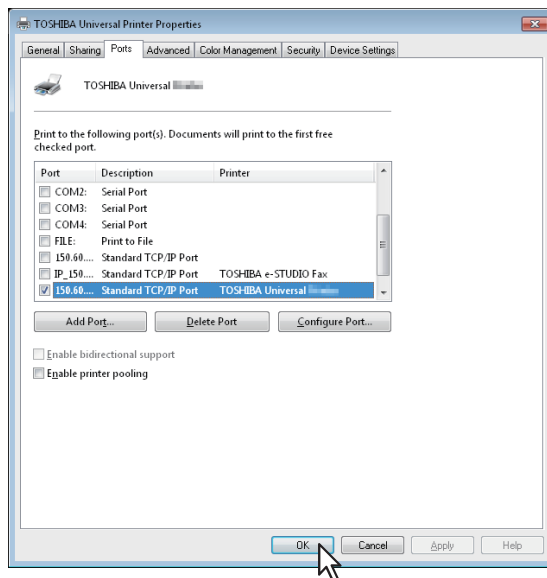 TOSHIBA Universal Printer Properties
General Sharing Ports Advanced Color Management Security Device Settings
TOSHIBA Universal
Print to the following port(s). Documents will print to the first free
checked port.
Port Description Printer
COM2: Serial Port
COM3: Serial Port
COM4: Serial Port
FILE: Print to File
150.60.... Standard TCP/IP Port
IP_150... Standard TCP/IP Port TOSHIBA e-STUDIO Fax
150.60.... Standard TCP/IP Port TOSHIBA Universal
Add Port... Delete Port Configure Port...
Enable bidirectional support
Enable printer pooling
OK Cancel Apply Help